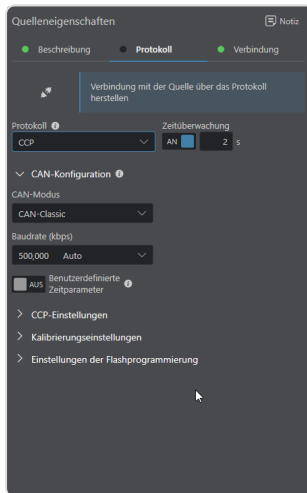 Quelleneigenschaften
Notiz
Beschreibung
Protokoll
Verbindung
Verbindung mit der Quelle über das Protokoll
herstellen
Protokoll
Zeitüberwachung
CCP
AN
2
s
CAN-Konfiguration
CAN-Modus
CAN-Classic
Baudrate (kbps)
500,000 Auto
AUS
Benutzerdefinierte
Zeitparameter
CCP-Einstellungen
Kalibrierungseinstellungen
Einstellungen der Flashprogrammierung